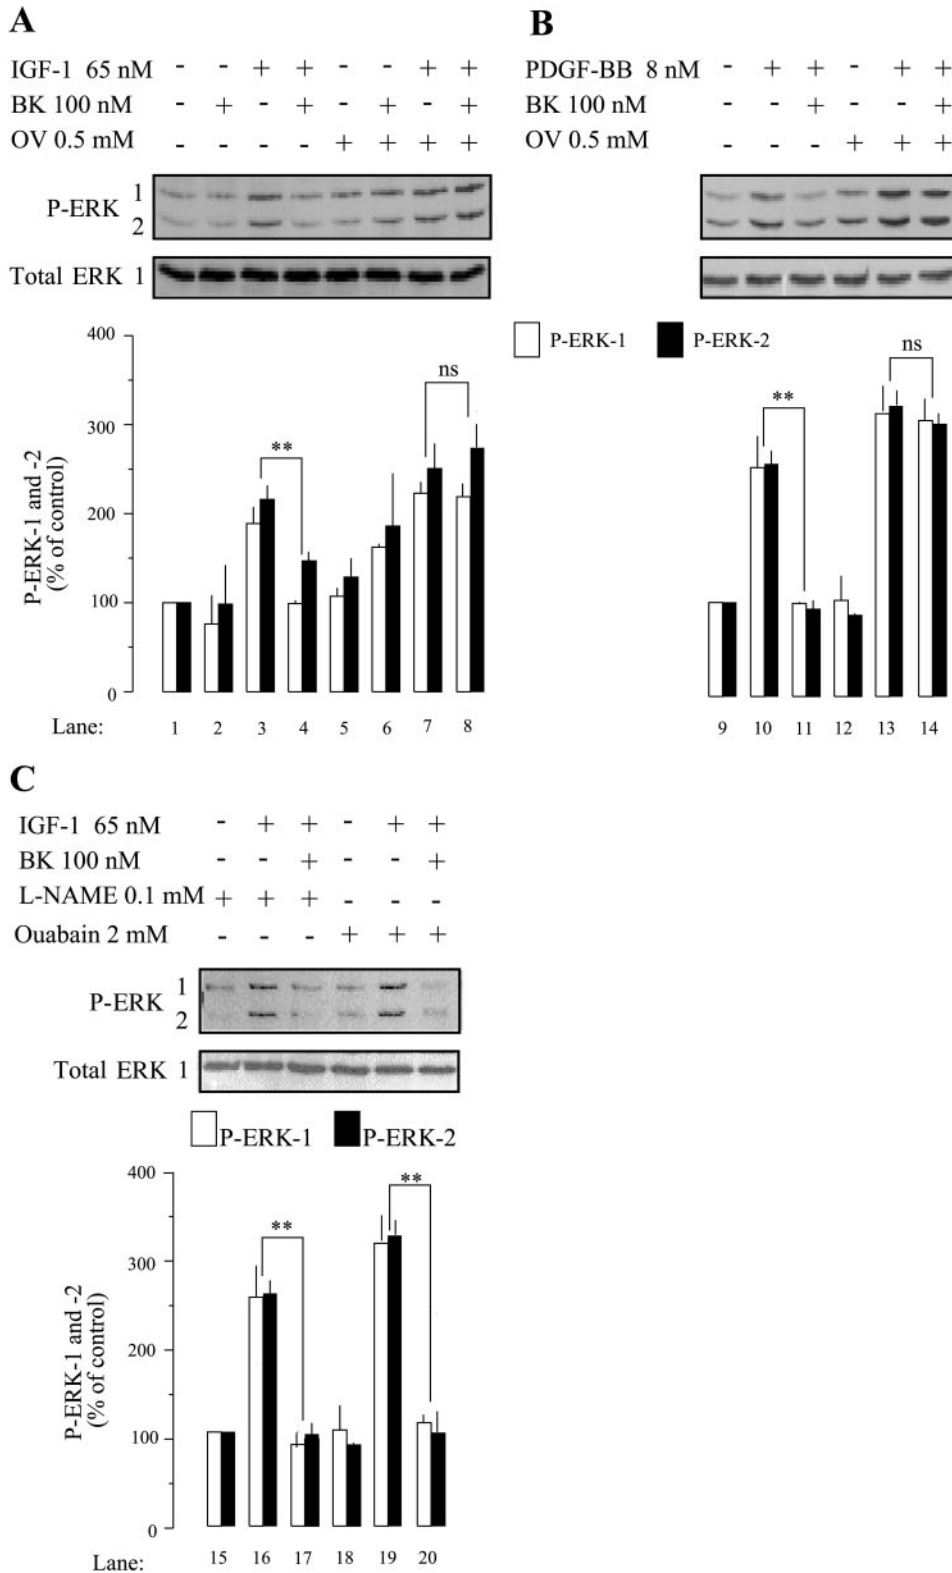 A
IGF-1 65 nM - - + + - - + +
BK 100 nM - + - + - + - +
OV 0.5 mM - - - - + + + +
P-ERK 1
2
Total ERK 1
P-ERK-1 and -2
(% of control)
400
300
200
100
0
**
ns
Lane: 1 2 3 4 5 6 7 8
B
PDGF-BB 8 nM - + + - + +
BK 100 nM - - + - - +
OV 0.5 mM - - - + + +
P-ERK-1 P-ERK-2
**
ns
9 10 11 12 13 14
C
IGF-1 65 nM - + + - + +
BK 100 nM - - + - - +
L-NAME 0.1 mM + + + - - -
Ouabain 2 mM - - - + + +
P-ERK 1
2
Total ERK 1
P-ERK-1 P-ERK-2
P-ERK-1 and -2
(% of control)
400
300
200
100
0
**
**
Lane: 15 16 17 18 19 20